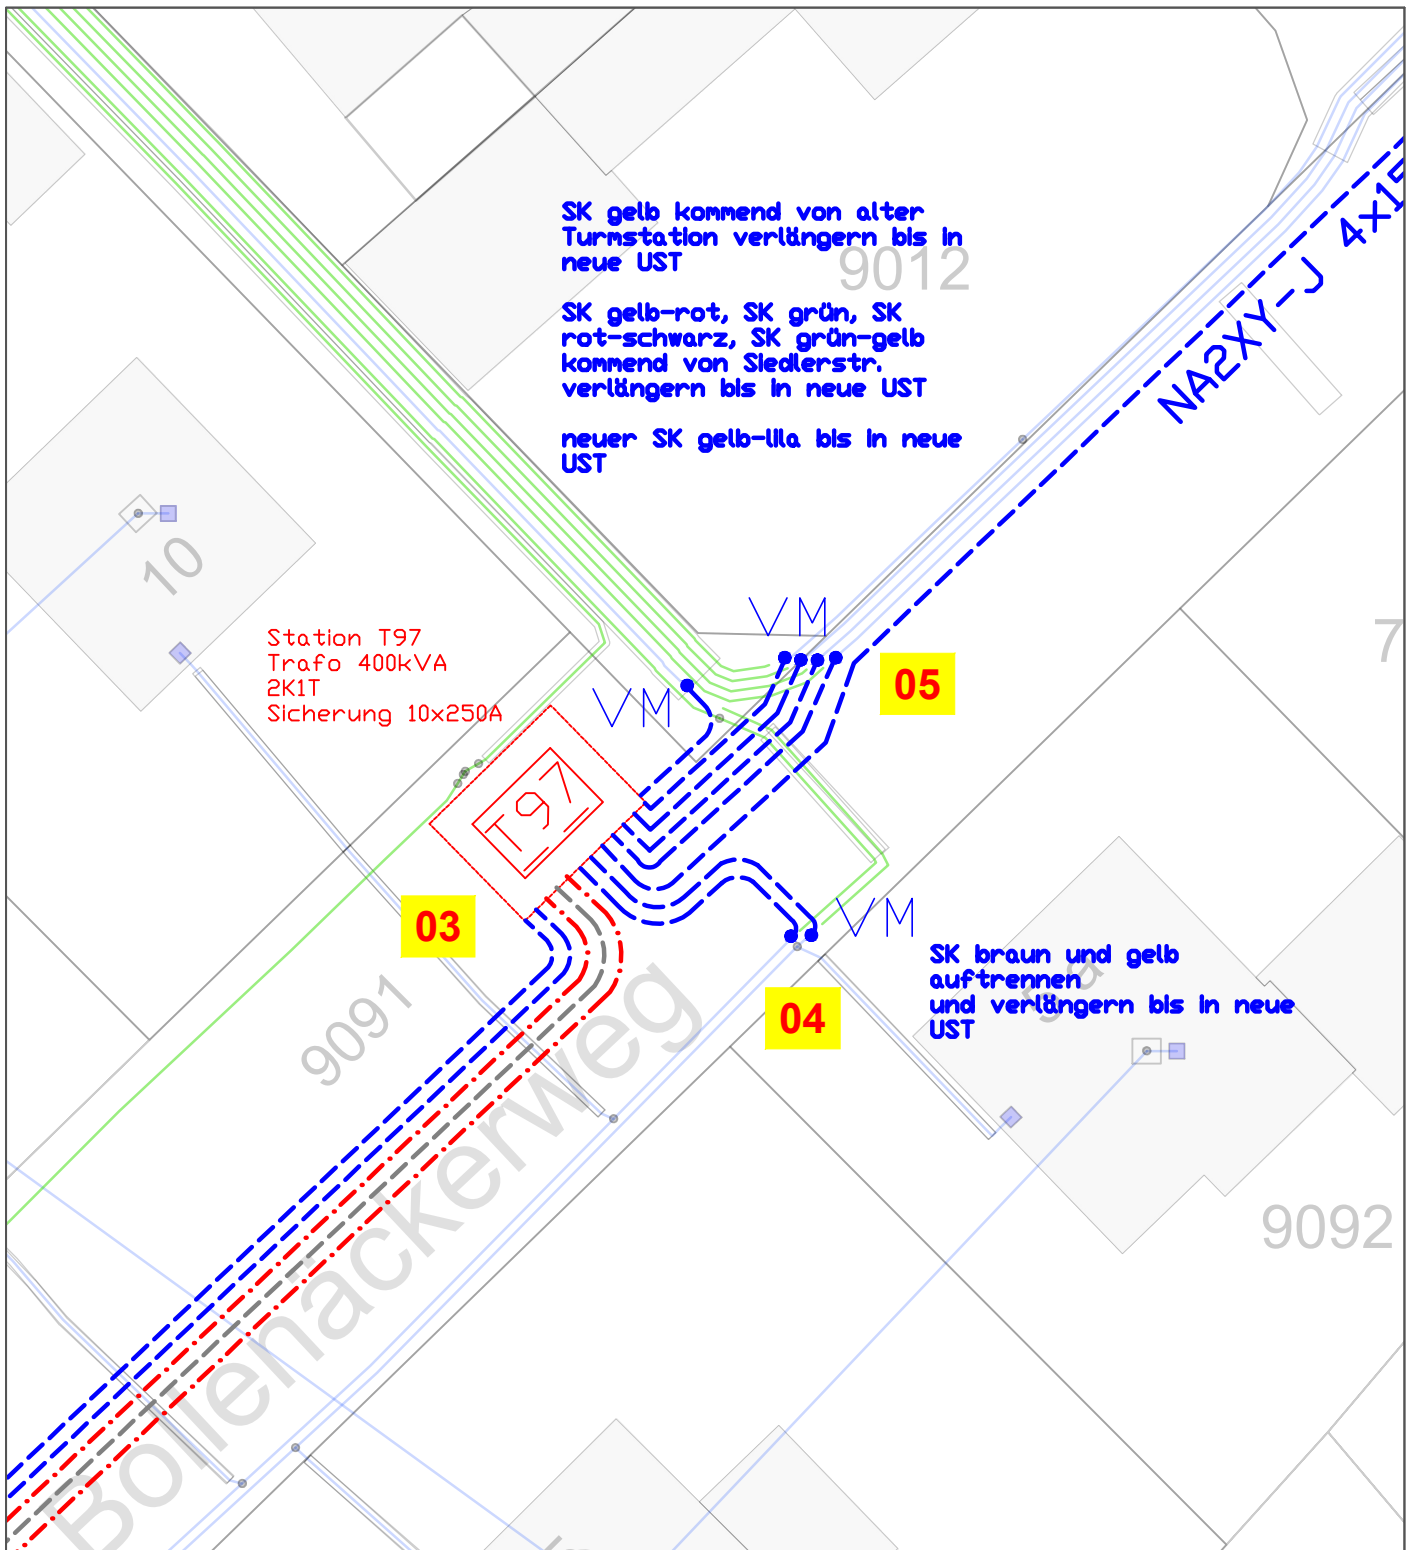 SK gelb kommend von alter
Turmstation verlängern bis in
neue UST
9012
SK gelb-rot, SK grün, SK
rot-schwarz, SK grün-gelb
kommend von Siedlerstr.
verlängern bis in neue UST
neuer SK gelb-lila bis in neue
UST
NA2XY-J
10
Station T97
Trafo 400kVA
2K1T
Sicherung 10x250A
VM
VM
7
05
T97
03
VM
04
SK braun und gelb
auftrennen
und verlängern bis in neue
UST
5 a
9091
Bollenäckerweg
9092